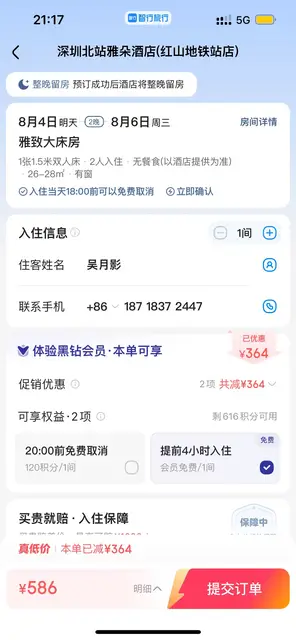 21:17
智行旅行
5G
深圳北站雅朵酒店(红山地铁站店)
整晚留房 预订成功后酒店将整晚留房
8月4日明天 2晚 8月6日周三 房间详情
雅致大床房
1张1.5米双人床 · 2人入住 · 无餐食(以酒店提供为准)
· 26-28㎡ · 有窗
入住当天18:00前可以免费取消 立即确认
入住信息 1间
住客姓名 吴月影
联系手机 +86 187 1837 2447
已优惠
体验黑钻会员·本单可享 ¥364
促销优惠 2项 共减¥364
可享权益·2项 剩616积分可用
免费
20:00前免费取消 提前4小时入住
120积分/1间 会员免费/1间
买贵就赔 · 入住保障 保障中
真低价 本单已减¥364
¥586 明细 提交订单